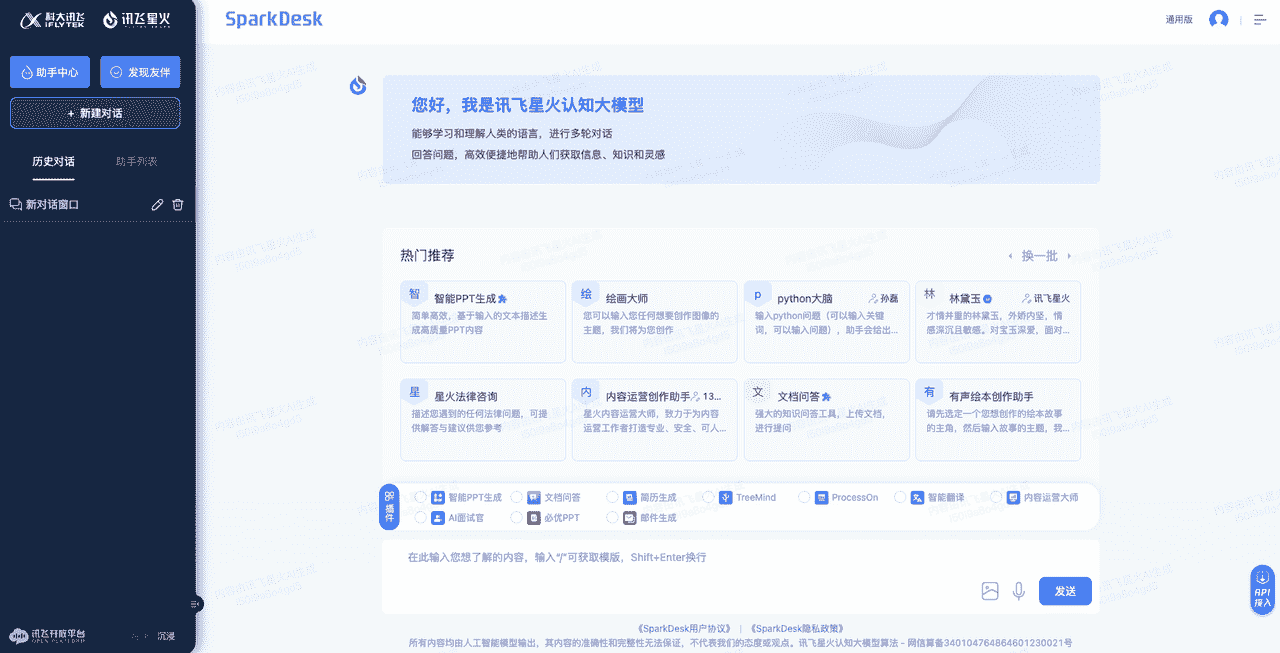 科大讯飞 iFLYTEK
讯飞星火
SparkDesk
通用版
助手中心
发现友伴
+ 新建对话
历史对话
助手列表
新对话窗口
您好，我是讯飞星火认知大模型
能够学习和理解人类的语言，进行多轮对话
回答问题，高效便捷地帮助人们获取信息、知识和灵感
热门推荐
换一批
智
智能PPT生成
简单高效，基于输入的文本描述生
成高质量PPT内容
绘
绘画大师
您可以输入您任何想要创作图像的
主题，我们将为您创作
p
python大脑
孙磊
输入python问题（可以输入关键
词，可以输入问题），助手会给出...
林
林黛玉
讯飞星火
才情并重的林黛玉，外娇内坚，情
感深沉且敏感。对宝玉深爱，面对...
星
星火法律咨询
描述您遇到的任何法律问题，可提
供解答与建议供您参考
内
内容运营创作助手
13...
星火内容运营大师，致力于为内容
运营工作者打造专业、安全、可人...
文
文档问答
强大的知识问答工具，上传文档，
进行提问
有
有声绘本创作助手
请先选定一个您想创作的绘本故事
的主角，然后输入故事的主题，我...
插件
智能PPT生成
文档问答
简历生成
TreeMind
ProcessOn
智能翻译
内容运营大师
AI面试官
必优PPT
邮件生成
在此输入您想了解的内容，输入“/”可获取模版，Shift+Enter换行
发送
API
接入
讯飞开放平台
沉浸
《SparkDesk用户协议》 | 《SparkDesk隐私政策》
所有内容均由人工智能模型输出，其内容的准确性和完整性无法保证，不代表我们的态度或观点。讯飞星火认知大模型算法 - 网信算备340104764864601230021号